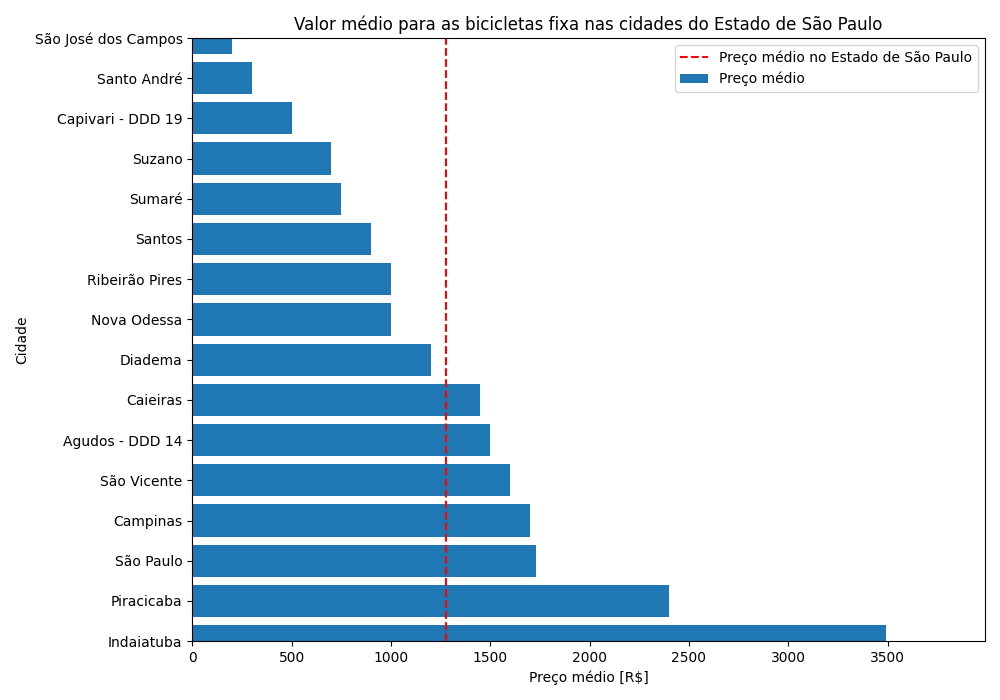 Valor médio para as bicicletas fixa nas cidades do Estado de São Paulo
Preço médio no Estado de São Paulo
Preço médio
Cidade
São José dos Campos
Santo André
Capivari - DDD 19
Suzano
Sumaré
Santos
Ribeirão Pires
Nova Odessa
Diadema
Caieiras
Agudos - DDD 14
São Vicente
Campinas
São Paulo
Piracicaba
Indaiatuba
0 500 1000 1500 2000 2500 3000 3500
Preço médio [R$]